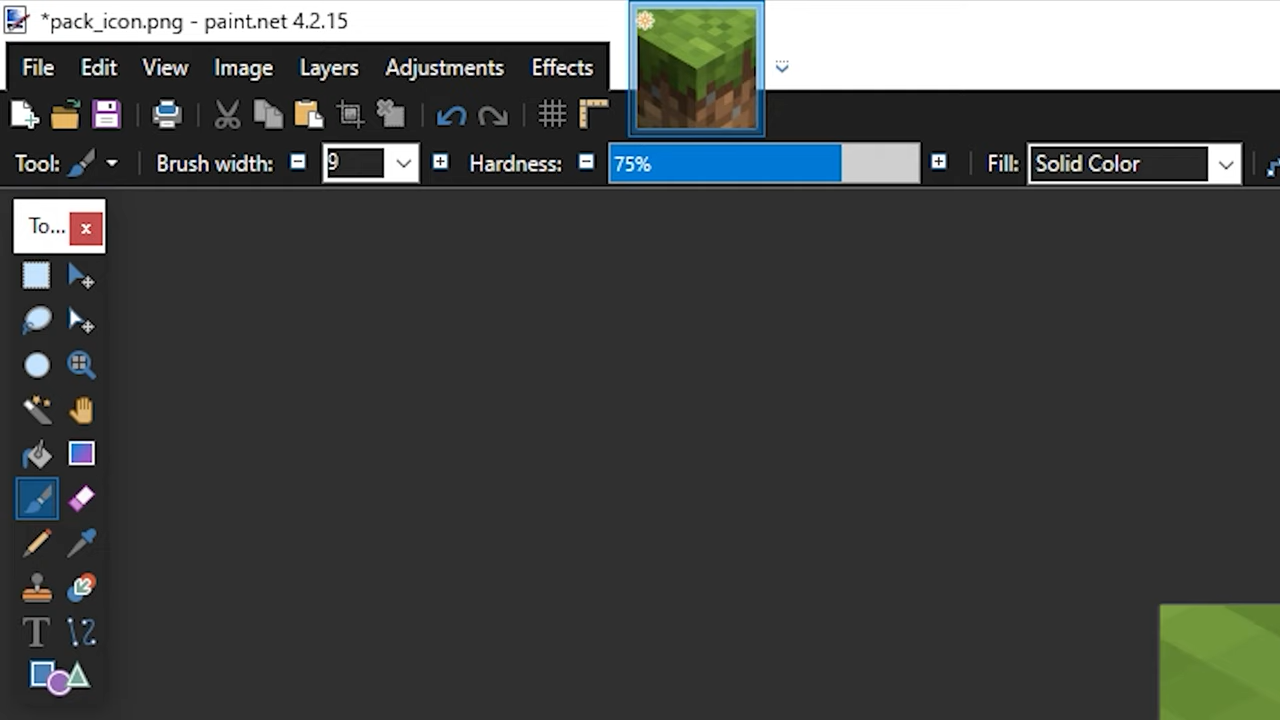 *pack_icon.png - paint.net 4.2.15
File Edit View Image Layers Adjustments Effects
Tool: Brush width: 9 Hardness: 75% Fill: Solid Color
To... x